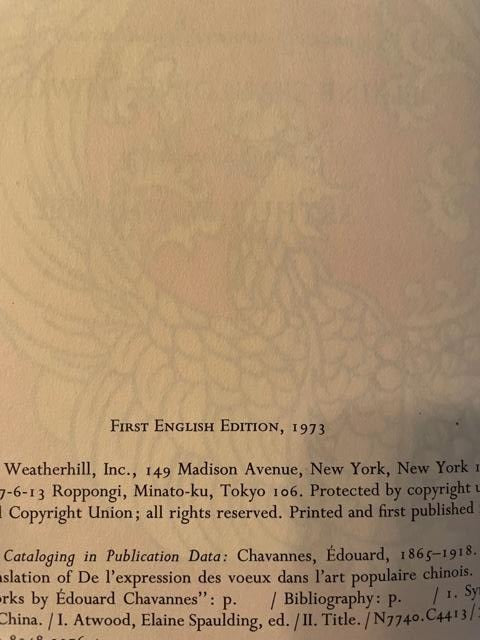 FIRST ENGLISH EDITION, 1973
Weatherhill, Inc., 149 Madison Avenue, New York, New York
7-6-13 Roppongi, Minato-ku, Tokyo 106. Protected by copyright
Copyright Union; all rights reserved. Printed and first published
Cataloging in Publication Data: Chavannes, Édouard, 1865–1918.
nslation of De l'expression des voeux dans l'art populaire chinois.
orks by Édouard Chavannes": p. / Bibliography: p. / 1. Sy
China. / I. Atwood, Elaine Spaulding, ed. / II. Title. / N7740.C4413/